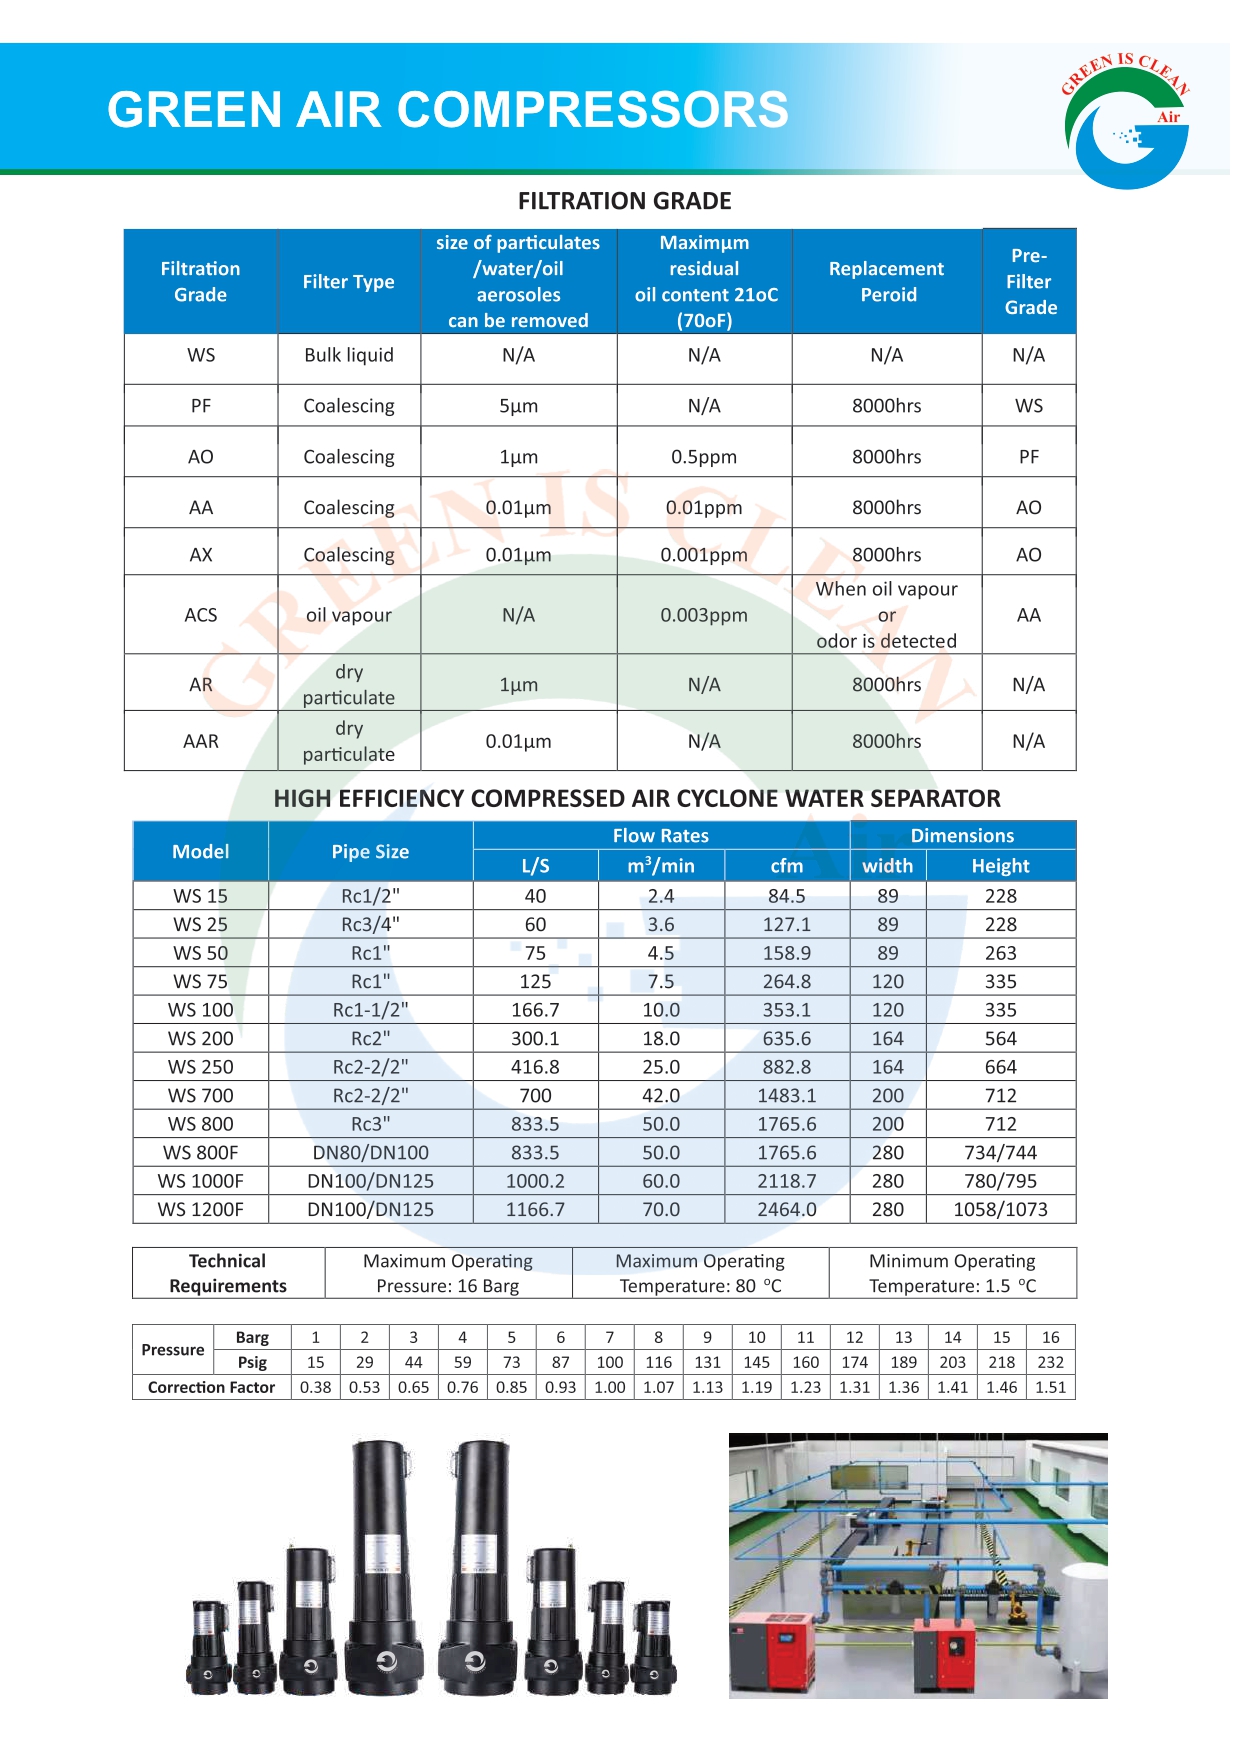 GREEN AIR COMPRESSORS
GREEN IS CLEAN
Air
FILTRATION GRADE
Filtration Grade | Filter Type | size of particulates /water/oil aerosoles can be removed | Maximµm residual oil content 21oC (70oF) | Replacement Peroid | Pre-Filter Grade
WS | Bulk liquid | N/A | N/A | N/A | N/A
PF | Coalescing | 5µm | N/A | 8000hrs | WS
AO | Coalescing | 1µm | 0.5ppm | 8000hrs | PF
AA | Coalescing | 0.01µm | 0.01ppm | 8000hrs | AO
AX | Coalescing | 0.01µm | 0.001ppm | 8000hrs | AO
ACS | oil vapour | N/A | 0.003ppm | When oil vapour or odor is detected | AA
AR | dry particulate | 1µm | N/A | 8000hrs | N/A
AAR | dry particulate | 0.01µm | N/A | 8000hrs | N/A
GREEN IS CLEAN
Air
HIGH EFFICIENCY COMPRESSED AIR CYCLONE WATER SEPARATOR
Model | Pipe Size | Flow Rates | Dimensions
L/S | m³/min | cfm | width | Height
WS 15 | Rc1/2" | 40 | 2.4 | 84.5 | 89 | 228
WS 25 | Rc3/4" | 60 | 3.6 | 127.1 | 89 | 228
WS 50 | Rc1" | 75 | 4.5 | 158.9 | 89 | 263
WS 75 | Rc1" | 125 | 7.5 | 264.8 | 120 | 335
WS 100 | Rc1-1/2" | 166.7 | 10.0 | 353.1 | 120 | 335
WS 200 | Rc2" | 300.1 | 18.0 | 635.6 | 164 | 564
WS 250 | Rc2-2/2" | 416.8 | 25.0 | 882.8 | 164 | 664
WS 700 | Rc2-2/2" | 700 | 42.0 | 1483.1 | 200 | 712
WS 800 | Rc3" | 833.5 | 50.0 | 1765.6 | 200 | 712
WS 800F | DN80/DN100 | 833.5 | 50.0 | 1765.6 | 280 | 734/744
WS 1000F | DN100/DN125 | 1000.2 | 60.0 | 2118.7 | 280 | 780/795
WS 1200F | DN100/DN125 | 1166.7 | 70.0 | 2464.0 | 280 | 1058/1073
Technical Requirements | Maximum Operating Pressure: 16 Barg | Maximum Operating Temperature: 80 °C | Minimum Operating Temperature: 1.5 °C
Pressure | Barg | 1 | 2 | 3 | 4 | 5 | 6 | 7 | 8 | 9 | 10 | 11 | 12 | 13 | 14 | 15 | 16
Psig | 15 | 29 | 44 | 59 | 73 | 87 | 100 | 116 | 131 | 145 | 160 | 174 | 189 | 203 | 218 | 232
Correction Factor | 0.38 | 0.53 | 0.65 | 0.76 | 0.85 | 0.93 | 1.00 | 1.07 | 1.13 | 1.19 | 1.23 | 1.31 | 1.36 | 1.41 | 1.46 | 1.51